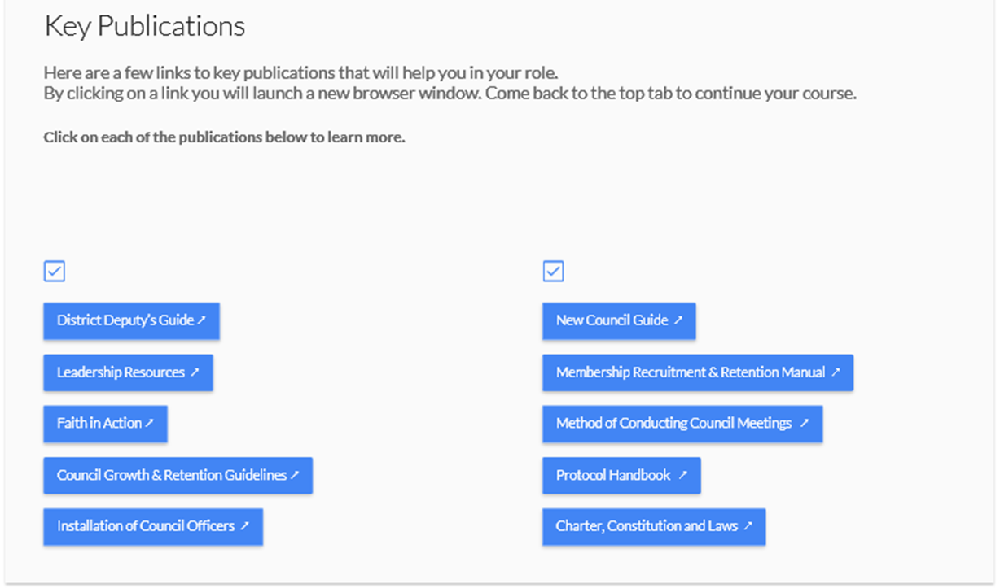 Key Publications
Here are a few links to key publications that will help you in your role.
By clicking on a link you will launch a new browser window. Come back to the top tab to continue your course.
Click on each of the publications below to learn more.
District Deputy's Guide
Leadership Resources
Faith in Action
Council Growth & Retention Guidelines
Installation of Council Officers
New Council Guide
Membership Recruitment & Retention Manual
Method of Conducting Council Meetings
Protocol Handbook
Charter, Constitution and Laws